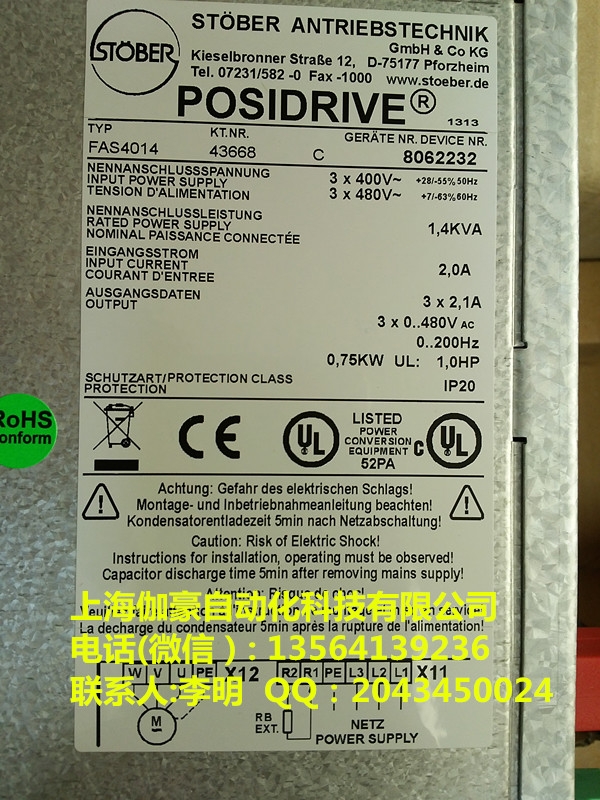 STÖBER
STÖBER ANTRIEBSTECHNIK
GmbH & Co KG
Kieselbronner Straße 12, D-75177 Pforzheim
Tel. 07231/582 -0 Fax -1000 www.stoeber.de
POSIDRIVE®
1313
TYP KT.NR. GERÄTE NR. DEVICE NR.
FAS4014 43668 C 8062232
NENNANSCHLUSSSPANNUNG 3 x 400V~ +28/-55% 50Hz
INPUT POWER SUPPLY 3 x 480V~ +7/-63% 60Hz
TENSION D'ALIMENTATION
NENNANSCHLUSSLEISTUNG
RATED POWER SUPPLY 1,4KVA
NOMINAL PAISSANCE CONNECTÉE
EINGANGSSTROM
INPUT CURRENT 2,0A
COURANT D'ENTREE
AUSGANGSDATEN 3 x 2,1A
OUTPUT
3 x 0..480V AC
0..200Hz
0,75KW UL: 1,0HP
SCHUTZART/PROTECTION CLASS IP20
PROTECTION
RoHS
conform
CE
UL
LISTED
POWER
CONVERSION
EQUIPMENT
52PA
C UL
Achtung: Gefahr des elektrischen Schlags!
Montage- und Inbetriebnahmeanleitung beachten!
Kondensatorentladezeit 5min nach Netzabschaltung!
Caution: Risk of Elektric Shock!
Instructions for installation, operating must be observed!
Capacitor discharge time 5min after removing mains supply!
Attention: Risque
上海伽豪自动化科技有限公司
La decharge du condensateur 5min après la rupture de l'alimentation!
电话(微信)：13564139236
W V U PE X12 R2 R1 PE L3 L2 L1 X11
联系人:李明 QQ：2043450024
M
RB
EXT.
NETZ
POWER SUPPLY